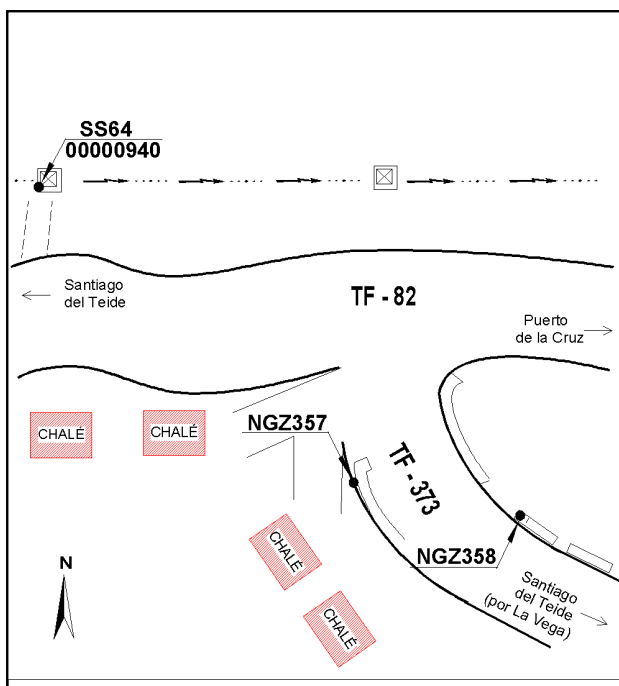 SS64
00000940
Santiago
del Teide
TF - 82
Puerto
de la Cruz
CHALÉ
CHALÉ
NGZ357
TF - 373
NGZ358
CHALÉ
CHALÉ
N
Santiago
del Teide
(por La Vega)